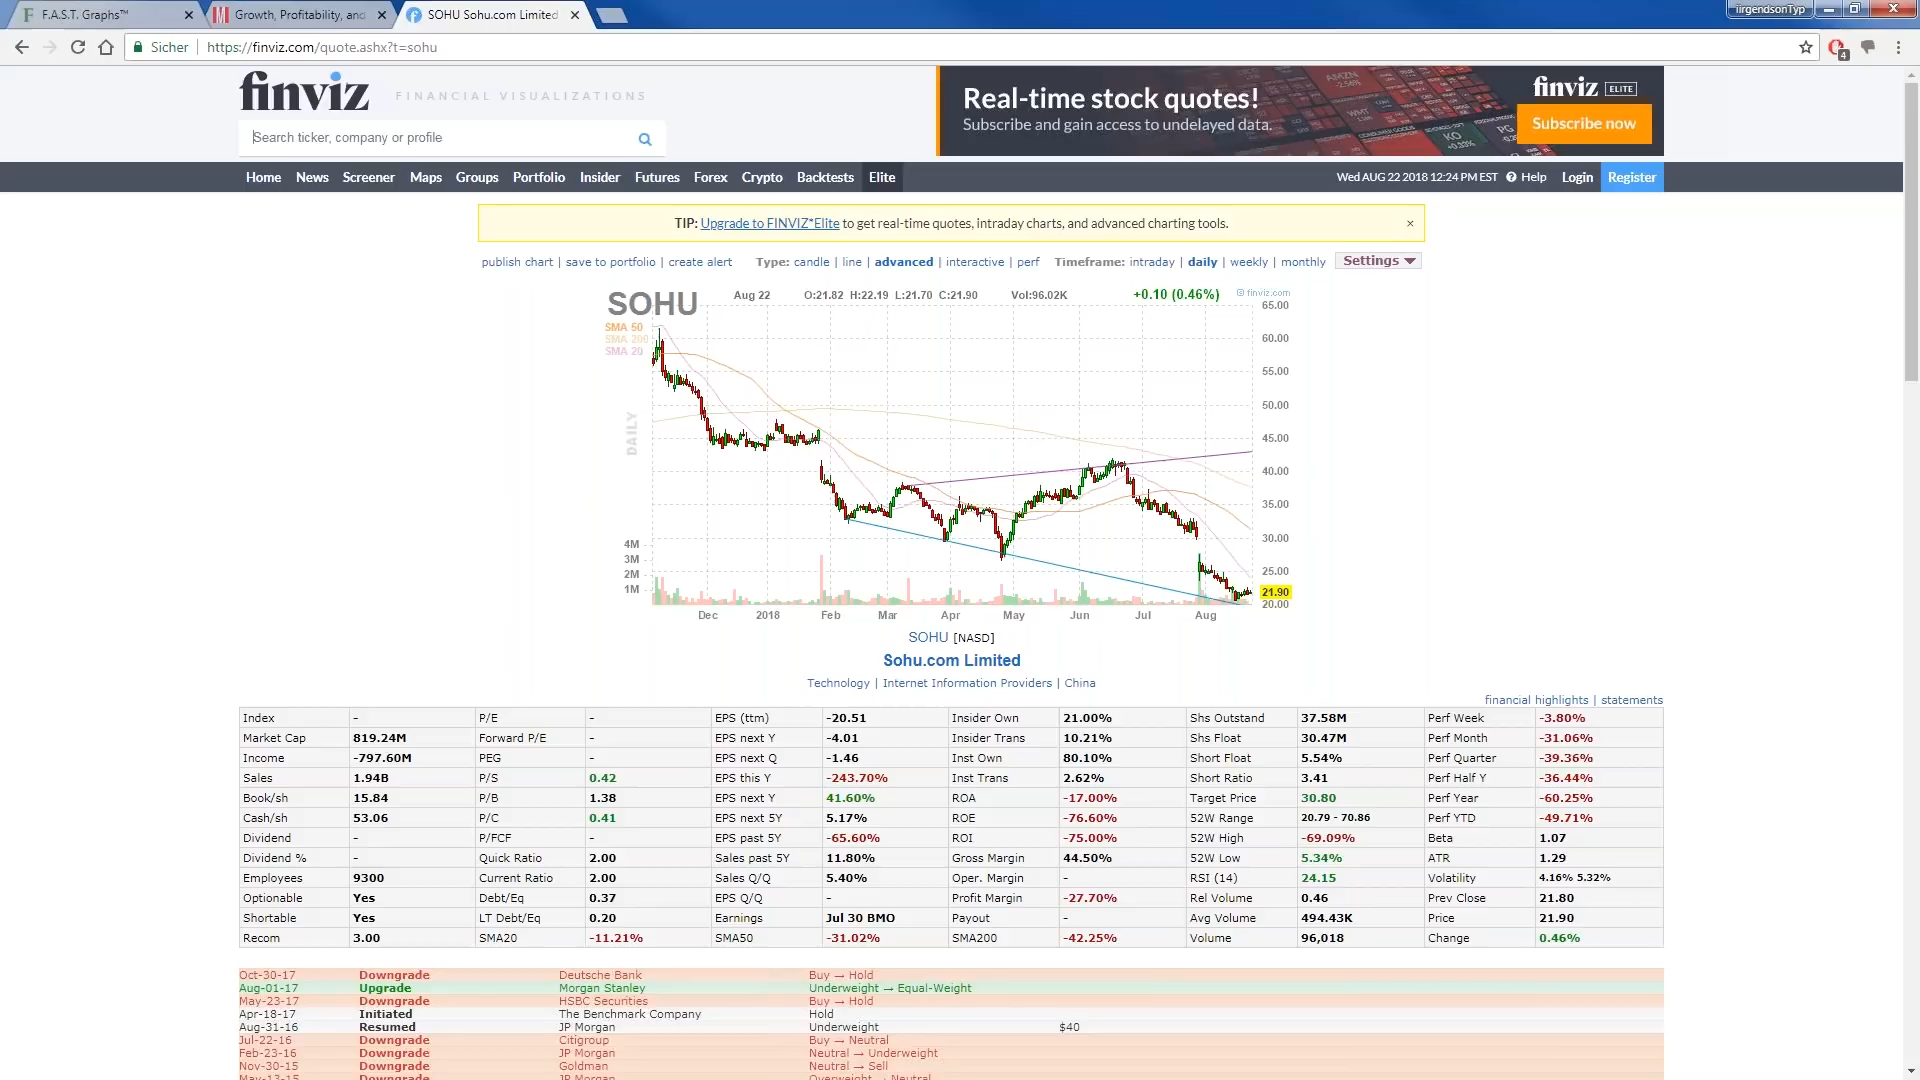 F.A.S.T. Graphs™
Growth, Profitability, and
SOHU Sohu.com Limited
iirgendsonTyp
Sicher https://finviz.com/quote.ashx?t=sohu
4
finviz FINANCIAL VISUALIZATIONS
Search ticker, company or profile
Real-time stock quotes!
Subscribe and gain access to undelayed data.
finviz ELITE
Subscribe now
AMZN
WMT
KO
PG
Home News Screener Maps Groups Portfolio Insider Futures Forex Crypto Backtests Elite
Wed AUG 22 2018 12:24 PM EST Help Login Register
TIP: Upgrade to FINVIZ*Elite to get real-time quotes, intraday charts, and advanced charting tools. ×
publish chart | save to portfolio | create alert Type: candle | line | advanced | interactive | perf Timeframe: intraday | daily | weekly | monthly Settings
SOHU Aug 22 O:21.82 H:22.19 L:21.70 C:21.90 Vol:96.02K +0.10 (0.46%) © finviz.com
SMA 50
SMA 200
SMA 20
DAILY
65.00
60.00
55.00
50.00
45.00
40.00
35.00
30.00
25.00
21.90
20.00
4M
3M
2M
1M
Dec 2018 Feb Mar Apr May Jun Jul Aug
SOHU [NASD]
Sohu.com Limited
Technology | Internet Information Providers | China
financial highlights | statements
Index - P/E - EPS (ttm) -20.51 Insider Own 21.00% Shs Outstand 37.58M Perf Week -3.80%
Market Cap 819.24M Forward P/E - EPS next Y -4.01 Insider Trans 10.21% Shs Float 30.47M Perf Month -31.06%
Income -797.60M PEG - EPS next Q -1.46 Inst Own 80.10% Short Float 5.54% Perf Quarter -39.36%
Sales 1.94B P/S 0.42 EPS this Y -243.70% Inst Trans 2.62% Short Ratio 3.41 Perf Half Y -36.44%
Book/sh 15.84 P/B 1.38 EPS next Y 41.60% ROA -17.00% Target Price 30.80 Perf Year -60.25%
Cash/sh 53.06 P/C 0.41 EPS next 5Y 5.17% ROE -76.60% 52W Range 20.79 - 70.86 Perf YTD -49.71%
Dividend - P/FCF - EPS past 5Y -65.60% ROI -75.00% 52W High -69.09% Beta 1.07
Dividend % - Quick Ratio 2.00 Sales past 5Y 11.80% Gross Margin 44.50% 52W Low 5.34% ATR 1.29
Employees 9300 Current Ratio 2.00 Sales Q/Q 5.40% Oper. Margin - RSI (14) 24.15 Volatility 4.16% 5.32%
Optionable Yes Debt/Eq 0.37 EPS Q/Q - Profit Margin -27.70% Rel Volume 0.46 Prev Close 21.80
Shortable Yes LT Debt/Eq 0.20 Earnings Jul 30 BMO Payout - Avg Volume 494.43K Price 21.90
Recom 3.00 SMA20 -11.21% SMA50 -31.02% SMA200 -42.25% Volume 96,018 Change 0.46%
Oct-30-17 Downgrade Deutsche Bank Buy → Hold
Aug-01-17 Upgrade Morgan Stanley Underweight → Equal-Weight
May-23-17 Downgrade HSBC Securities Buy → Hold
Apr-18-17 Initiated The Benchmark Company Hold
Aug-31-16 Resumed JP Morgan Underweight $40
Jul-22-16 Downgrade Citigroup Buy → Neutral
Feb-23-16 Downgrade JP Morgan Neutral → Underweight
Nov-30-15 Downgrade Goldman Neutral → Sell
May-13-15 Downgrade JP Morgan Overweight → Neutral